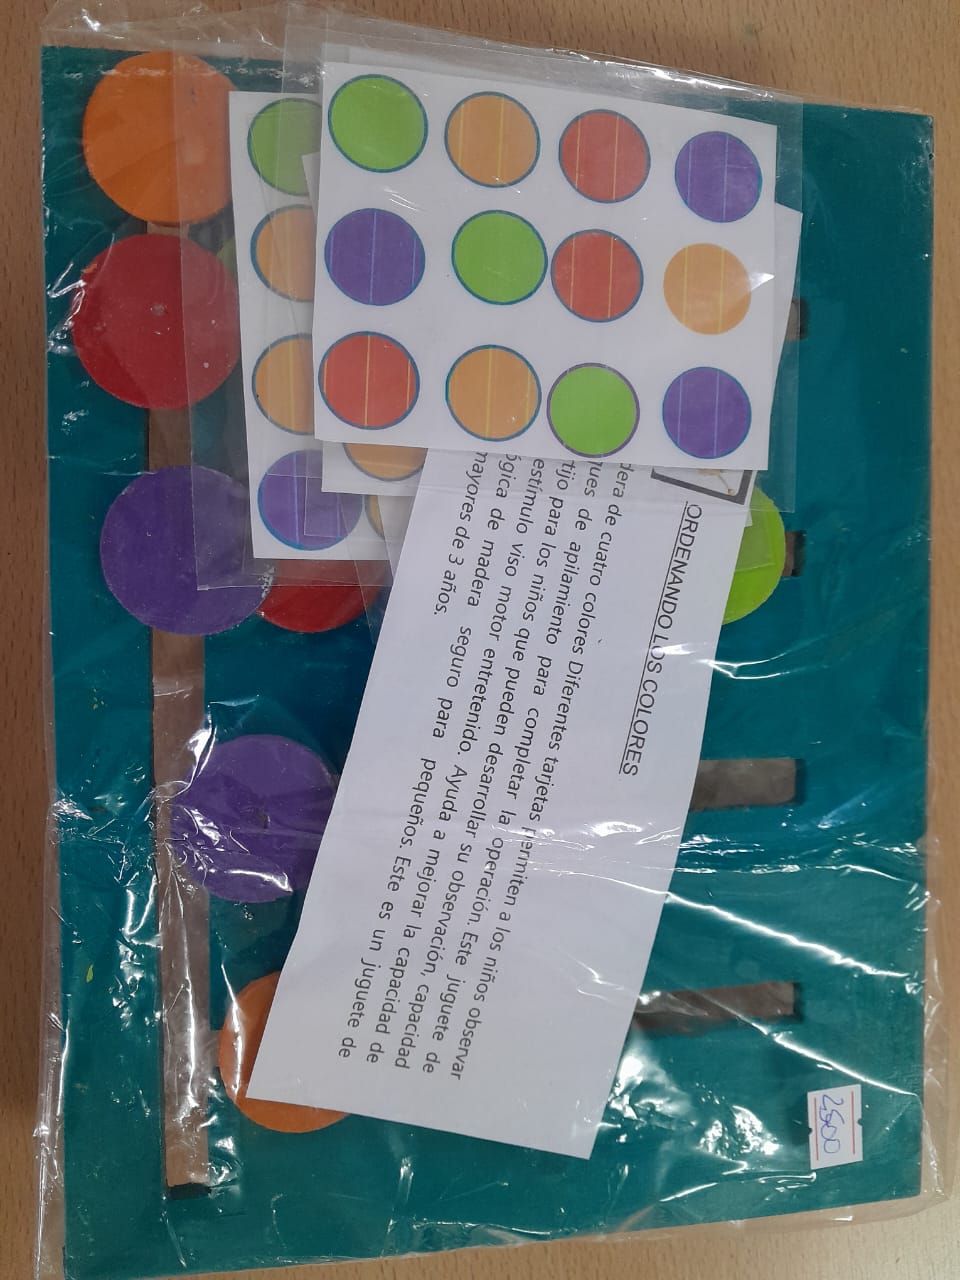 2500
ORDENANDO LOS COLORES
dera de cuatro colores Diferentes tarjetas permiten a los niños observar
ques de apilamiento para completar la operación. Este juguete de
tijo para los niños que pueden desarrollar su observación, capacidad
estímulo viso motor entretenido. Ayuda a mejorar la capacidad de
ógica de madera seguro para pequeños. Este es un juguete de
mayores de 3 años.